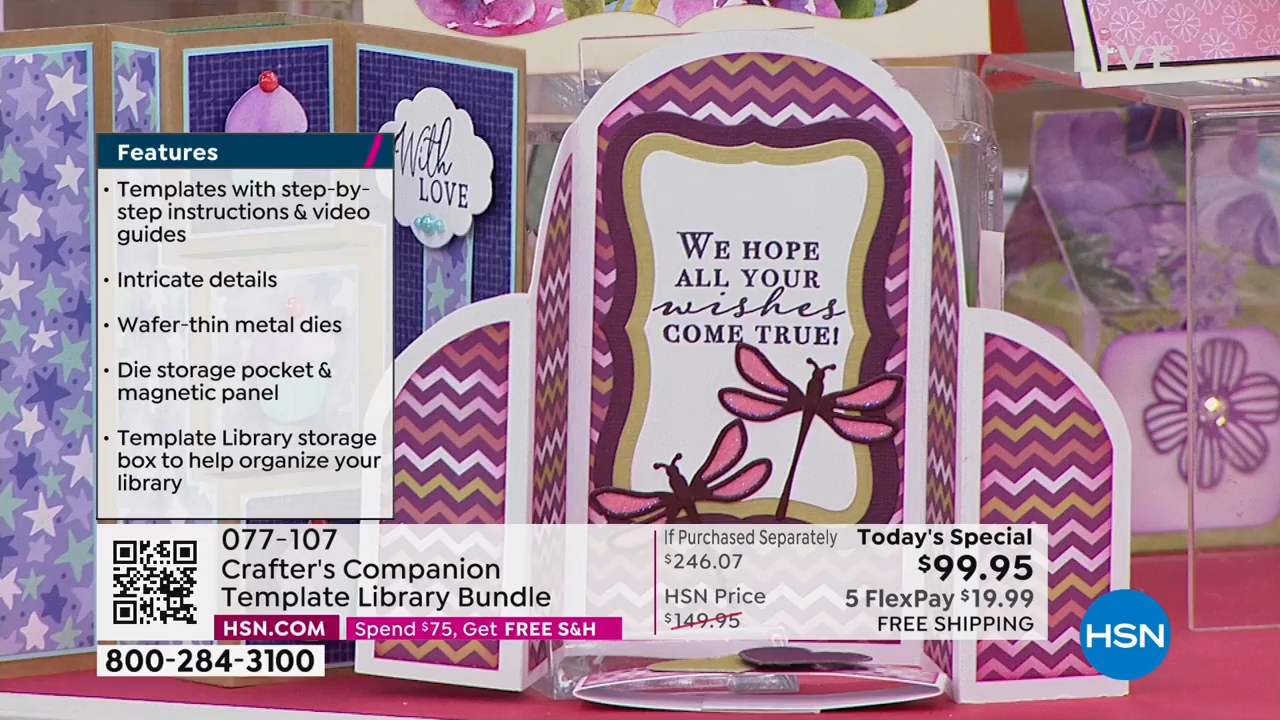 LIVE
Features
• Templates with step-by-
step instructions & video
guides
• Intricate details
• Wafer-thin metal dies
• Die storage pocket &
magnetic panel
• Template Library storage
box to help organize your
library
With
LOVE
WE HOPE
ALL YOUR
wishes
COME TRUE!
077-107
Crafter's Companion
Template Library Bundle
HSN.COM
Spend $75, Get FREE S&H
800-284-3100
If Purchased Separately
$246.07
HSN Price
$149.95
Today's Special
$99.95
5 FlexPay $19.99
FREE SHIPPING
HSN